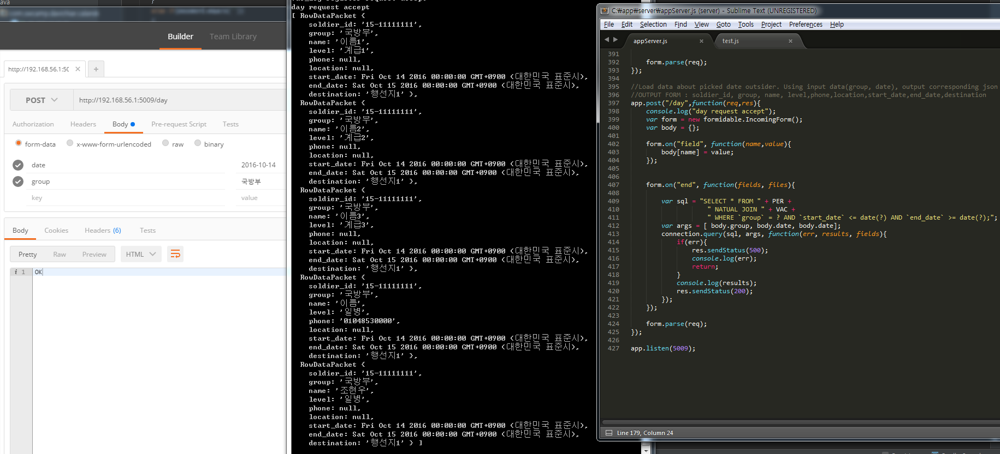 ava
Builder
Team Library
http://192.168.56.1:50
POST
http://192.168.56.1:5009/day
Authorization
Headers
Body
Pre-request Script
Tests
form-data
x-www-form-urlencoded
raw
binary
date
2016-10-14
group
국방부
key
value
Body
Cookies
Headers (6)
Tests
Pretty
Raw
Preview
HTML
i 1
OK
day request accept
[ RowDataPacket {
soldier_id: '15-11111111',
group: '국방부',
name: '이름1',
level: '계급1',
phone: null,
location: null,
start_date: Fri Oct 14 2016 00:00:00 GMT+0900 (대한민국 표준시),
end_date: Sat Oct 15 2016 00:00:00 GMT+0900 (대한민국 표준시),
destination: '행선지1' },
RowDataPacket {
soldier_id: '15-11111111',
group: '국방부',
name: '이름2',
level: '계급2',
phone: null,
location: null,
start_date: Fri Oct 14 2016 00:00:00 GMT+0900 (대한민국 표준시),
end_date: Sat Oct 15 2016 00:00:00 GMT+0900 (대한민국 표준시),
destination: '행선지1' },
RowDataPacket {
soldier_id: '15-11111111',
group: '국방부',
name: '이름3',
level: '계급3',
phone: null,
location: null,
start_date: Fri Oct 14 2016 00:00:00 GMT+0900 (대한민국 표준시),
end_date: Sat Oct 15 2016 00:00:00 GMT+0900 (대한민국 표준시),
destination: '행선지1' },
RowDataPacket {
soldier_id: '15-11111111',
group: '국방부',
name: '이름',
level: '일병',
phone: '01048530000',
location: null,
start_date: Fri Oct 14 2016 00:00:00 GMT+0900 (대한민국 표준시),
end_date: Sat Oct 15 2016 00:00:00 GMT+0900 (대한민국 표준시),
destination: '행선지1' },
RowDataPacket {
soldier_id: '15-11111111',
group: '국방부',
name: '조현우',
level: '일병',
phone: null,
location: null,
start_date: Fri Oct 14 2016 00:00:00 GMT+0900 (대한민국 표준시),
end_date: Sat Oct 15 2016 00:00:00 GMT+0900 (대한민국 표준시),
destination: '행선지1' } ]
C:₩app₩server₩appServer.js (server) - Sublime Text (UNREGISTERED)
File Edit Selection Find View Goto Tools Project Preferences Help
appServer.js
test.js
391
392 form.parse(req);
393 });
394
395 //Load data about picked date outsider. Using input data(group, date), output corresponding json
396 //OUTPUT FORM : soldier_id, group, name, level,phone,location,start_date,end_date,destination
397 app.post("/day",function(req,res){
398 console.log("day request accept");
399 var form = new formidable.IncomingForm();
400 var body = {};
401
402 form.on("field", function(name,value){
403 body[name] = value;
404 });
405
406
407 form.on("end", function(fields, files){
408
409 var sql = "SELECT * FROM " + PER +
410 " NATUAL JOIN " + VAC +
411 " WHERE `group` = ? AND `start_date` <= date(?) AND `end_date` >= date(?);";
412 var args = [ body.group, body.date, body.date];
413 connection.query(sql, args, function(err, results, fields){
414 if(err){
415 res.sendStatus(500);
416 console.log(err);
417 return;
418 }
419 console.log(results);
420 res.sendStatus(200);
421 });
422 });
423
424 form.parse(req);
425 });
426
427 app.listen(5009);
Line 179, Column 24